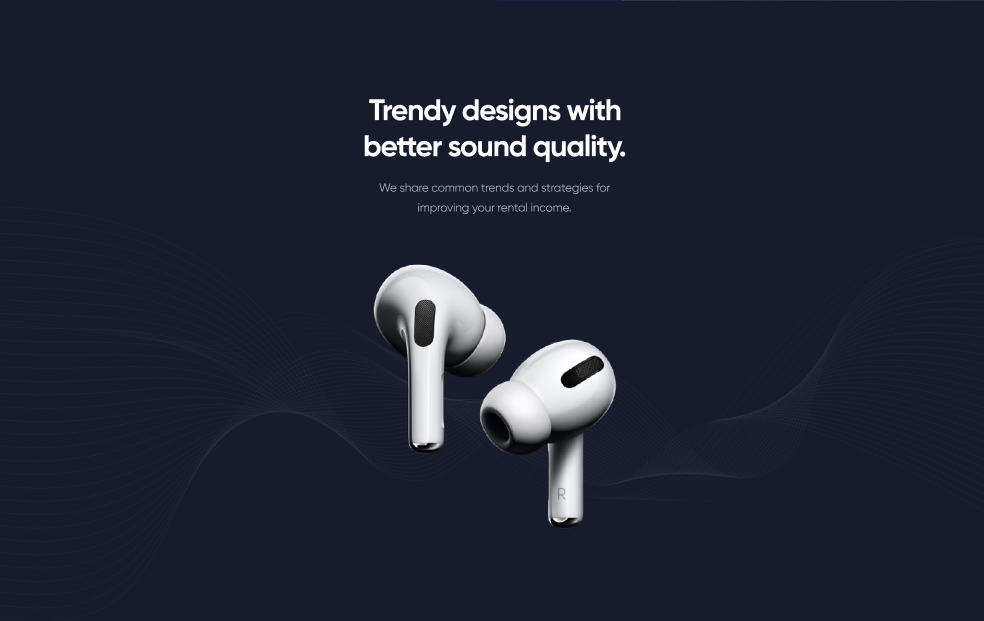 Trendy designs with
better sound quality.
We share common trends and strategies for
improving your rental income.
R